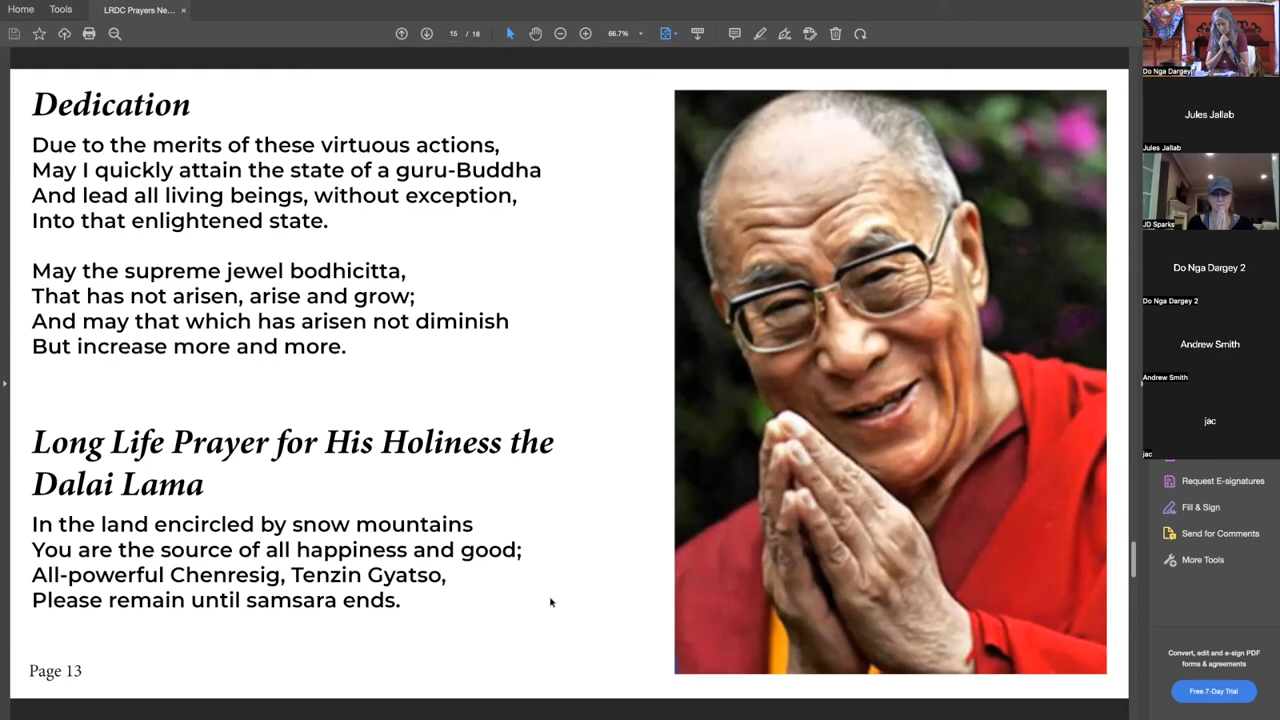 Home
Tools
LRDC Prayers Ne...
15 / 18
66.7%
Dedication
Due to the merits of these virtuous actions,
May I quickly attain the state of a guru-Buddha
And lead all living beings, without exception,
Into that enlightened state.
May the supreme jewel bodhicitta,
That has not arisen, arise and grow;
And may that which has arisen not diminish
But increase more and more.
Long Life Prayer for His Holiness the
Dalai Lama
In the land encircled by snow mountains
You are the source of all happiness and good;
All-powerful Chenresig, Tenzin Gyatso,
Please remain until samsara ends.
Page 13
Do Nga Dargey
Jules Jallab
Jules Jallab
JD Sparks
Do Nga Dargey 2
Do Nga Dargey 2
Andrew Smith
Andrew Smith
jac
jac
Request E-signatures
Fill & Sign
Send for Comments
More Tools
Convert, edit and e-sign PDF
forms & agreements
Free 7-Day Trial